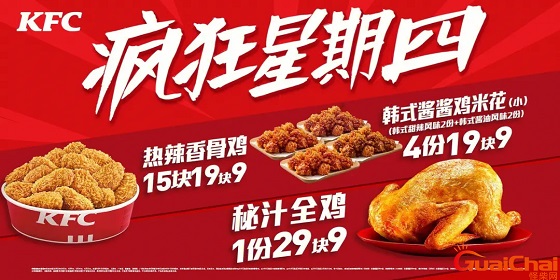 KFC
疯狂星期四
韩式酱酱鸡米花(小)
(韩式甜辣风味2份+韩式酱油风味2份)
4份19块9
热辣香骨鸡
15块19块9
KFC
秘汁全鸡
1份29块9
GuaiChai
怪柴网